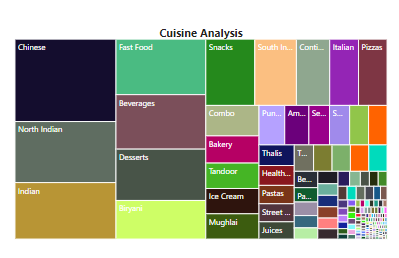 Cuisine Analysis
Chinese
Fast Food
Snacks
South In...
Conti...
Italian
Pizzas
Beverages
Combo
Pun...
Am...
Se...
S...
North Indian
Bakery
Thalis
T...
Desserts
Tandoor
Health...
Be...
Indian
Ice Cream
Pastas
Pa...
Biryani
Mughlai
Street ...
Juices